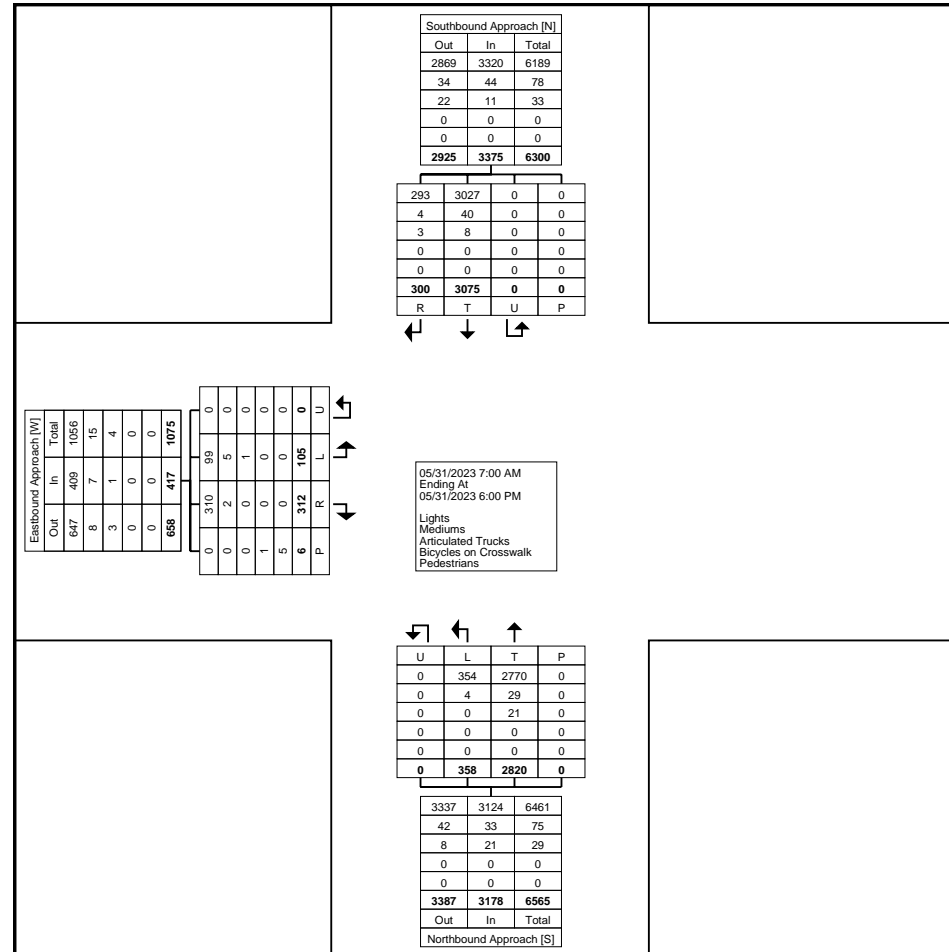 Southbound Approach [N]
Out In Total
2869 3320 6189
34 44 78
22 11 33
0 0 0
0 0 0
2925 3375 6300
293 3027 0 0
4 40 0 0
3 8 0 0
0 0 0 0
0 0 0 0
300 3075 0 0
R T U P
Eastbound Approach [W]
Out In Total
647 409 1056
8 7 15
3 1 4
0 0 0
0 0 0
658 417 1075
0 310 99 0
0 2 5 0
0 0 1 0
1 0 0 0
5 0 0 0
6 312 105 0
P R L U
05/31/2023 7:00 AM
Ending At
05/31/2023 6:00 PM
Lights
Mediums
Articulated Trucks
Bicycles on Crosswalk
Pedestrians
U L T P
0 354 2770 0
0 4 29 0
0 0 21 0
0 0 0 0
0 0 0 0
0 358 2820 0
3337 3124 6461
42 33 75
8 21 29
0 0 0
0 0 0
3387 3178 6565
Out In Total
Northbound Approach [S]